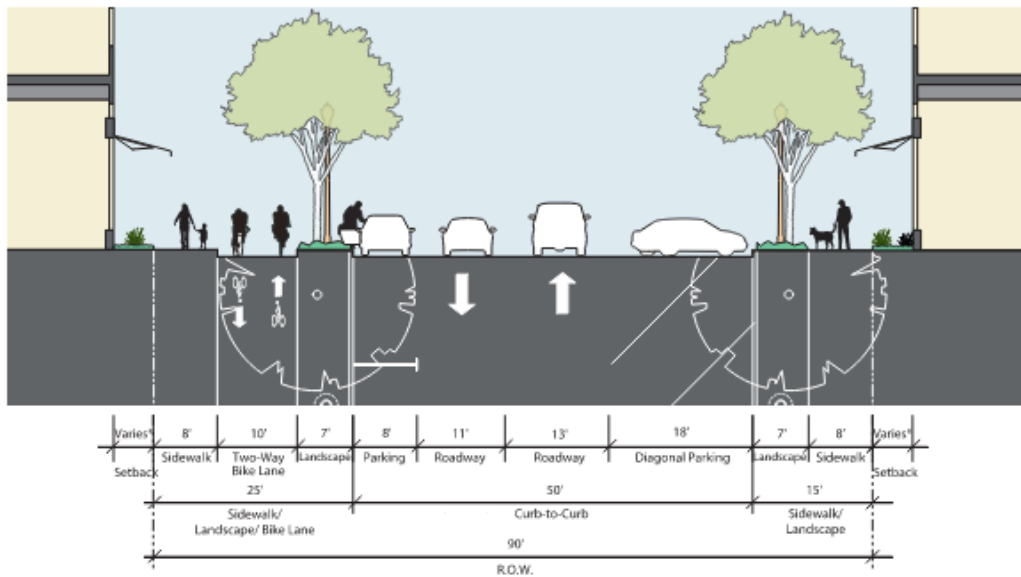 Varies* 8' 10' 7' 8' 11' 13' 18' 7' 8' Varies*
Setback Sidewalk Two-Way Landscape Parking Roadway Roadway Diagonal Parking Landscape Sidewalk Setback
Bike Lane
25' 50' 15'
Sidewalk/ Curb-to-Curb Sidewalk/
Landscape/ Bike Lane Landscape
90'
R.O.W.